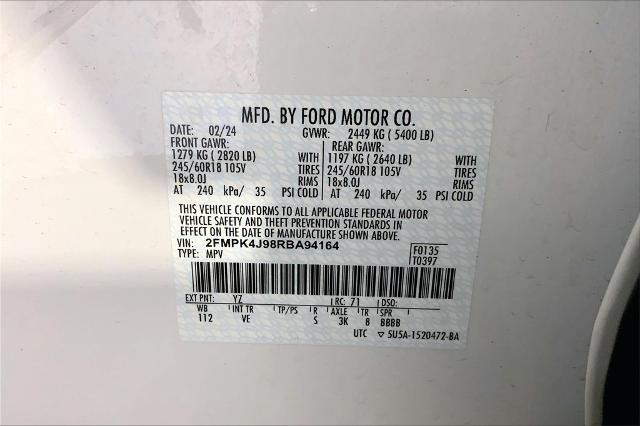 MFD. BY FORD MOTOR CO.
DATE: 02/24 GVWR: 2449 KG ( 5400 LB)
FRONT GAWR: REAR GAWR:
1279 KG ( 2820 LB) WITH 1197 KG ( 2640 LB) WITH
245/60R18 105V TIRES 245/60R18 105V TIRES
18x8.0J RIMS 18x8.0J RIMS
AT 240 kPa/ 35 PSI COLD AT 240 kPa/ 35 PSI COLD
THIS VEHICLE CONFORMS TO ALL APPLICABLE FEDERAL MOTOR
VEHICLE SAFETY AND THEFT PREVENTION STANDARDS IN
EFFECT ON THE DATE OF MANUFACTURE SHOWN ABOVE.
VIN: 2FMPK4J98RBA94164 F0135
TYPE: MPV T0397
EXT PNT: YZ RC: 71 DSO:
WB INT TR TP/PS R AXLE TR SPR
112 VE S 3K 8 BBBB
UTC ▽ 5U5A-1520472-BA